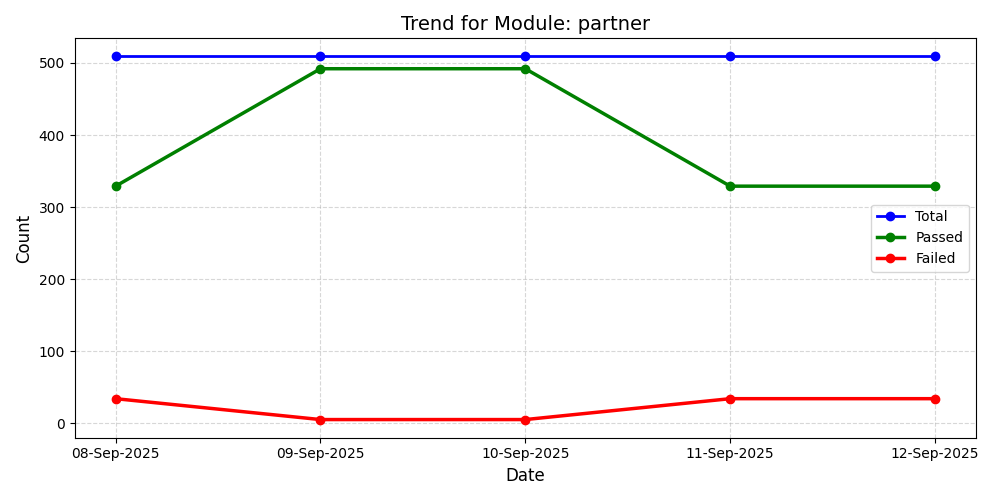 Trend for Module: partner
Count
500
400
300
200
100
0
Total
Passed
Failed
08-Sep-2025
09-Sep-2025
10-Sep-2025
11-Sep-2025
12-Sep-2025
Date